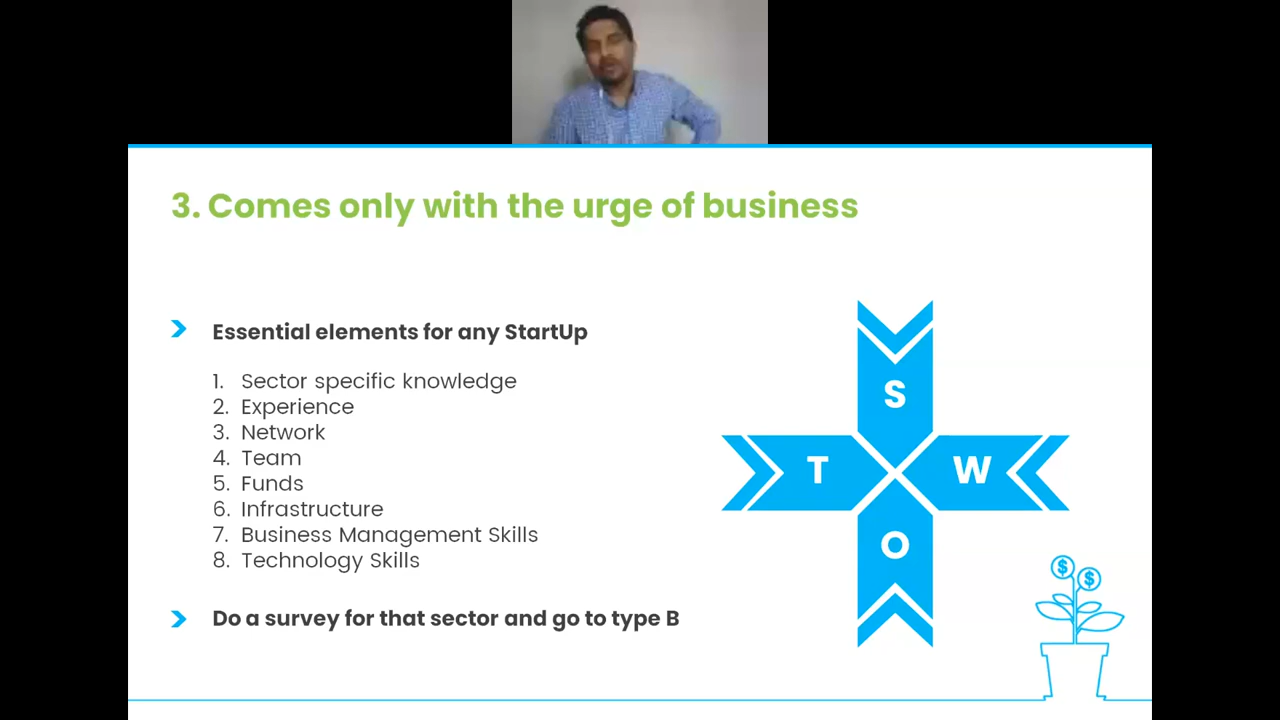 3. Comes only with the urge of business
Essential elements for any StartUp
1. Sector specific knowledge
2. Experience
3. Network
4. Team
5. Funds
6. Infrastructure
7. Business Management Skills
8. Technology Skills
Do a survey for that sector and go to type B
S
T W
O
$ $